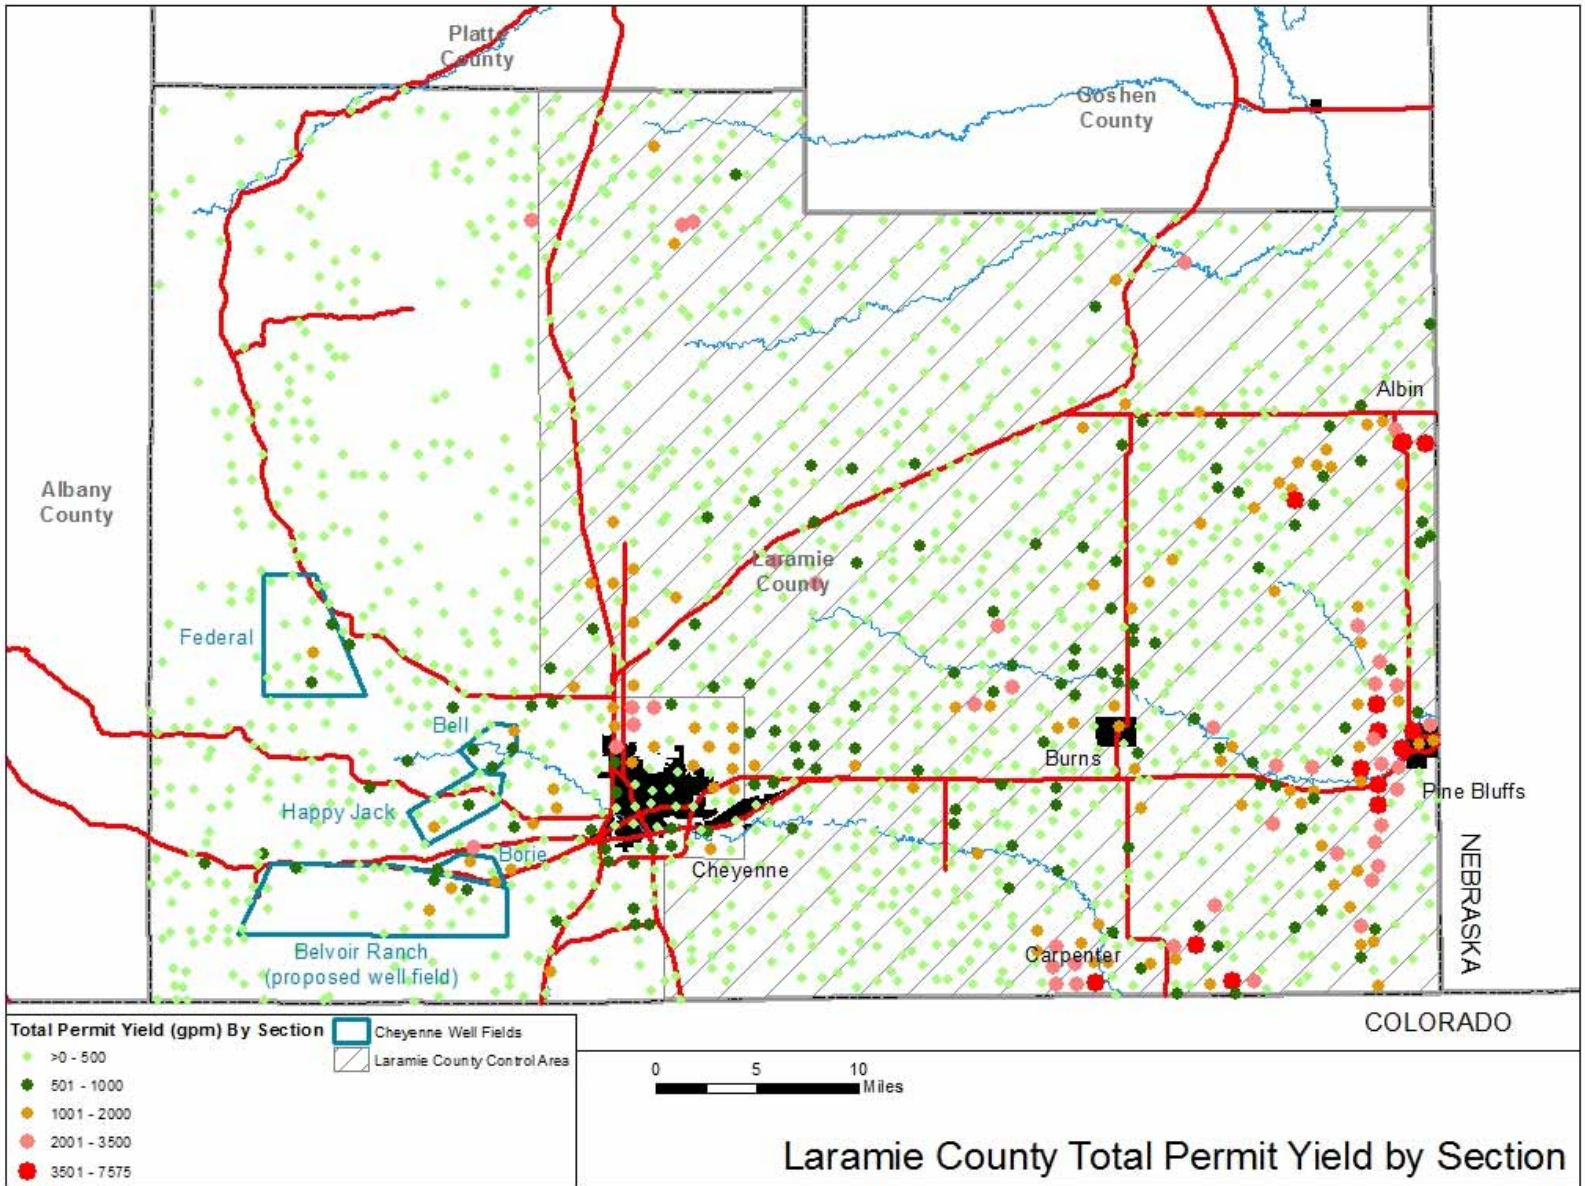 Platte
County
Goshen
County
Albin
Albany
County
Laramie
County
Federal
Bell
Burns
Happy Jack
Pine Bluffs
Borie
Cheyenne
NEBRASKA
Belvoir Ranch
(proposed well field)
Carpenter
COLORADO
Total Permit Yield (gpm) By Section
>0 - 500
501 - 1000
1001 - 2000
2001 - 3500
3501 - 7575
Cheyenne Well Fields
Laramie County Control Area
0 5 10
Miles
Laramie County Total Permit Yield by Section